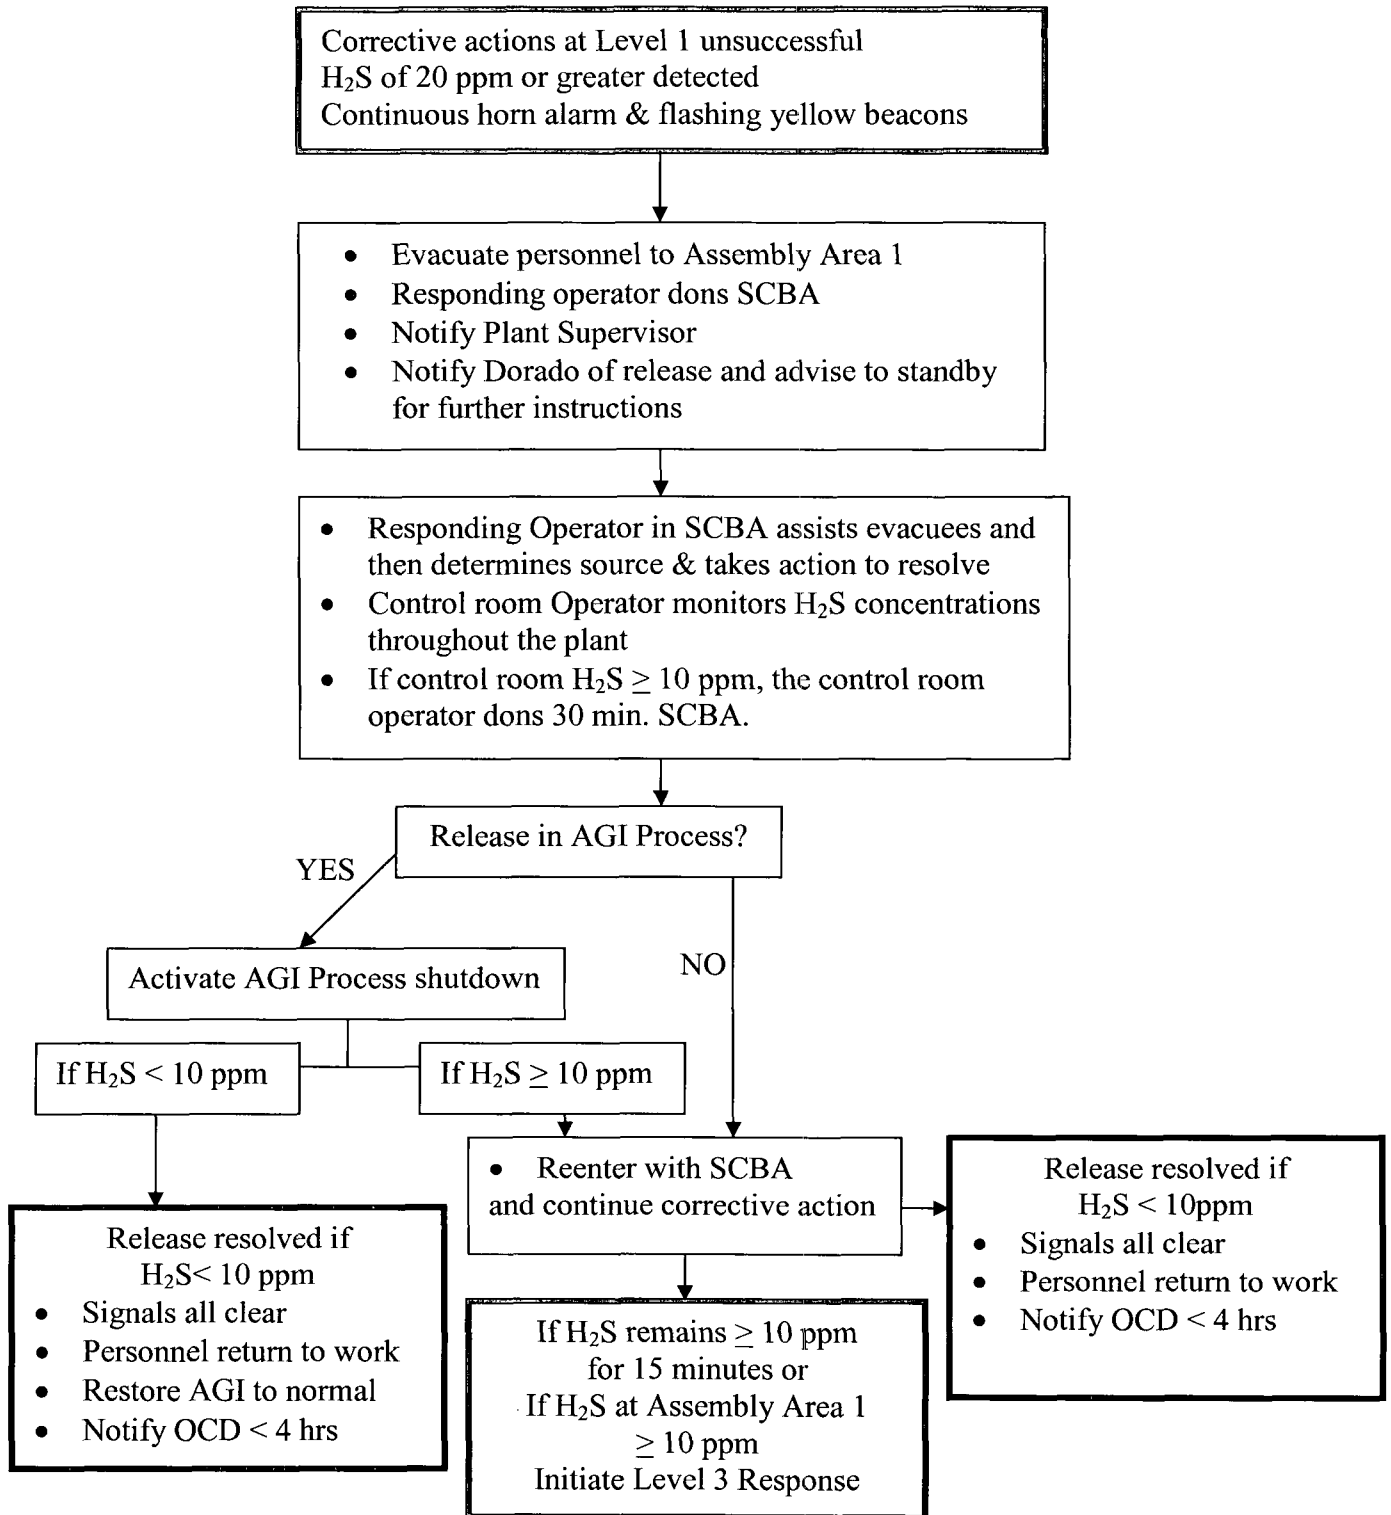 Corrective actions at Level 1 unsuccessful
H₂S of 20 ppm or greater detected
Continuous horn alarm & flashing yellow beacons
• Evacuate personnel to Assembly Area 1
• Responding operator dons SCBA
• Notify Plant Supervisor
• Notify Dorado of release and advise to standby
for further instructions
• Responding Operator in SCBA assists evacuees and
then determines source & takes action to resolve
• Control room Operator monitors H₂S concentrations
throughout the plant
• If control room H₂S ≥ 10 ppm, the control room
operator dons 30 min. SCBA.
Release in AGI Process?
YES
Activate AGI Process shutdown
NO
If H₂S < 10 ppm
If H₂S ≥ 10 ppm
• Reenter with SCBA
and continue corrective action
Release resolved if
H₂S < 10ppm
• Signals all clear
• Personnel return to work
• Notify OCD < 4 hrs
Release resolved if
H₂S< 10 ppm
• Signals all clear
• Personnel return to work
• Restore AGI to normal
• Notify OCD < 4 hrs
If H₂S remains ≥ 10 ppm
for 15 minutes or
If H₂S at Assembly Area 1
≥ 10 ppm
Initiate Level 3 Response